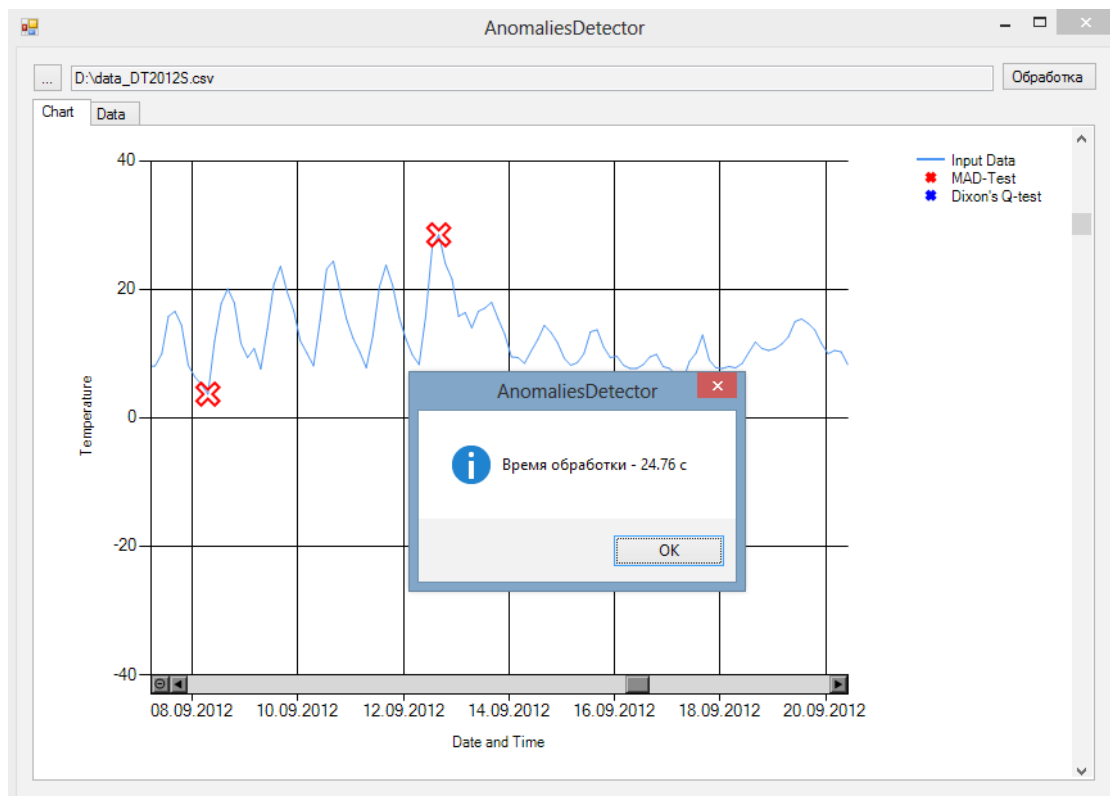 AnomaliesDetector
... D:\data_DT2012S.csv Обработка
Chart Data
40
20
0
-20
-40
Temperature
Input Data
MAD-Test
Dixon's Q-test
AnomaliesDetector
Время обработки - 24.76 с
OK
08.09.2012 10.09.2012 12.09.2012 14.09.2012 16.09.2012 18.09.2012 20.09.2012
Date and Time